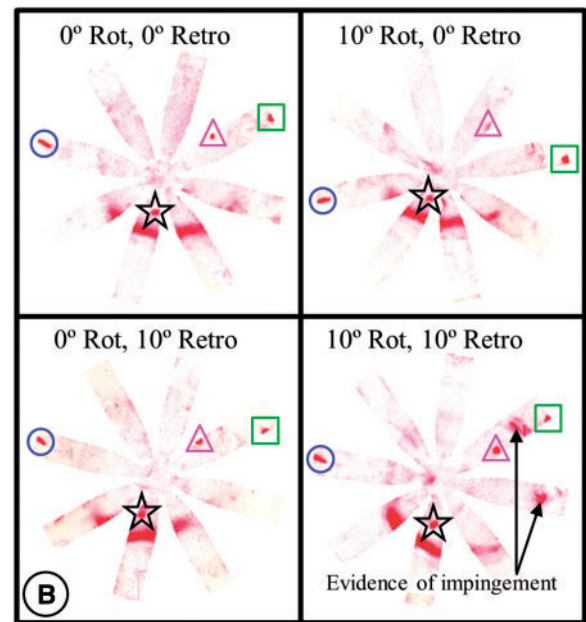 0º Rot, 0º Retro
10º Rot, 0º Retro
0º Rot, 10º Retro
10º Rot, 10º Retro
Evidence of impingement
B